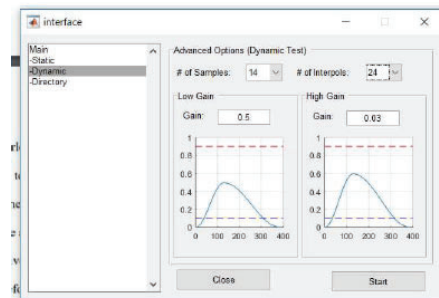 interface
Main
-Static
-Dynamic
-Directory
Advanced Options (Dynamic Test)
# of Samples: 14 # of Interpols: 24
Low Gain
Gain: 0.5
1
0.8
0.6
0.4
0.2
0
0 100 200 300 400
High Gain
Gain: 0.03
1
0.8
0.6
0.4
0.2
0
0 100 200 300 400
Close Start